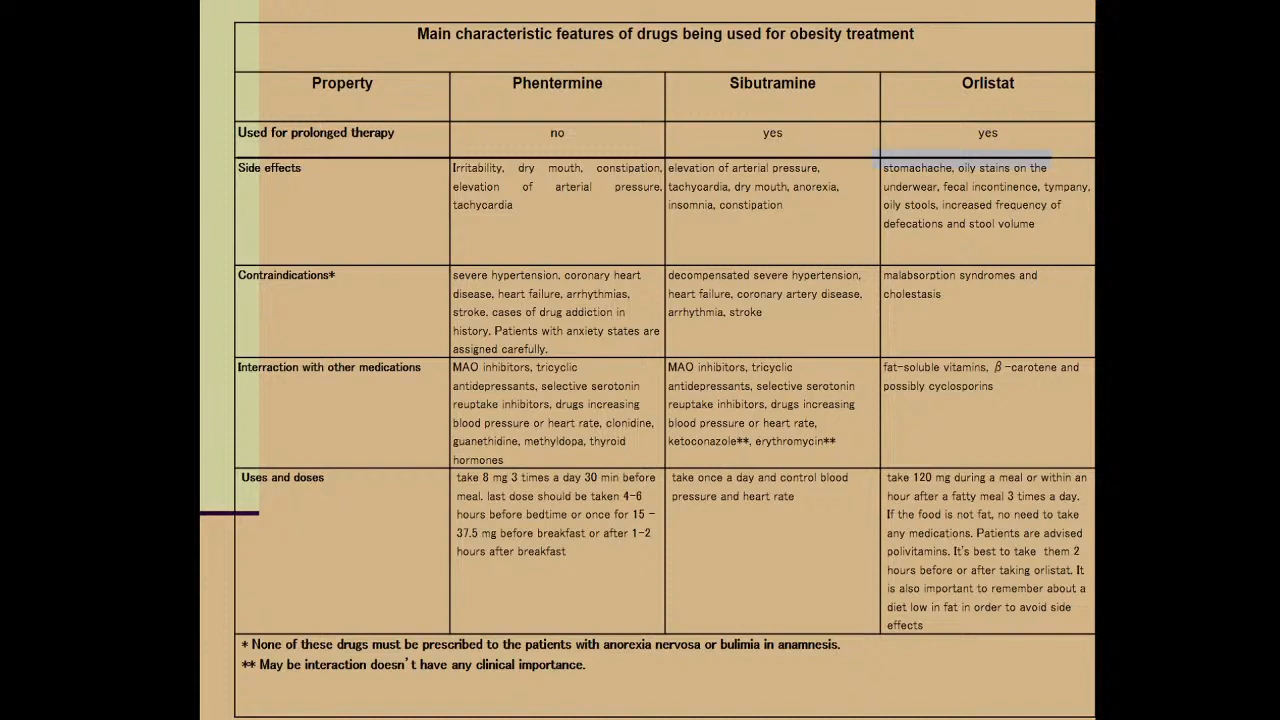 Main characteristic features of drugs being used for obesity treatment
Property
Phentermine
Sibutramine
Orlistat
Used for prolonged therapy
no
yes
yes
Side effects
Irritability, dry mouth, constipation,
elevation of arterial pressure,
tachycardia
elevation of arterial pressure,
tachycardia, dry mouth, anorexia,
insomnia, constipation
stomachache, oily stains on the
underwear, fecal incontinence, tympany,
oily stools, increased frequency of
defecations and stool volume
Contraindications*
severe hypertension, coronary heart
disease, heart failure, arrhythmias,
stroke, cases of drug addiction in
history. Patients with anxiety states are
assigned carefully.
decompensated severe hypertension,
heart failure, coronary artery disease,
arrhythmia, stroke
malabsorption syndromes and
cholestasis
Interraction with other medications
MAO inhibitors, tricyclic
antidepressants, selective serotonin
reuptake inhibitors, drugs increasing
blood pressure or heart rate, clonidine,
guanethidine, methyldopa, thyroid
hormones
MAO inhibitors, tricyclic
antidepressants, selective serotonin
reuptake inhibitors, drugs increasing
blood pressure or heart rate,
ketoconazole**, erythromycin**
fat-soluble vitamins, β-carotene and
possibly cyclosporins
Uses and doses
take 8 mg 3 times a day 30 min before
meal. last dose should be taken 4-6
hours before bedtime or once for 15 -
37.5 mg before breakfast or after 1-2
hours after breakfast
take once a day and control blood
pressure and heart rate
take 120 mg during a meal or within an
hour after a fatty meal 3 times a day.
If the food is not fat, no need to take
any medications. Patients are advised
polivitamins. It's best to take them 2
hours before or after taking orlistat. It
is also important to remember about a
diet low in fat in order to avoid side
effects
* None of these drugs must be prescribed to the patients with anorexia nervosa or bulimia in anamnesis.
** May be interaction doesn't have any clinical importance.